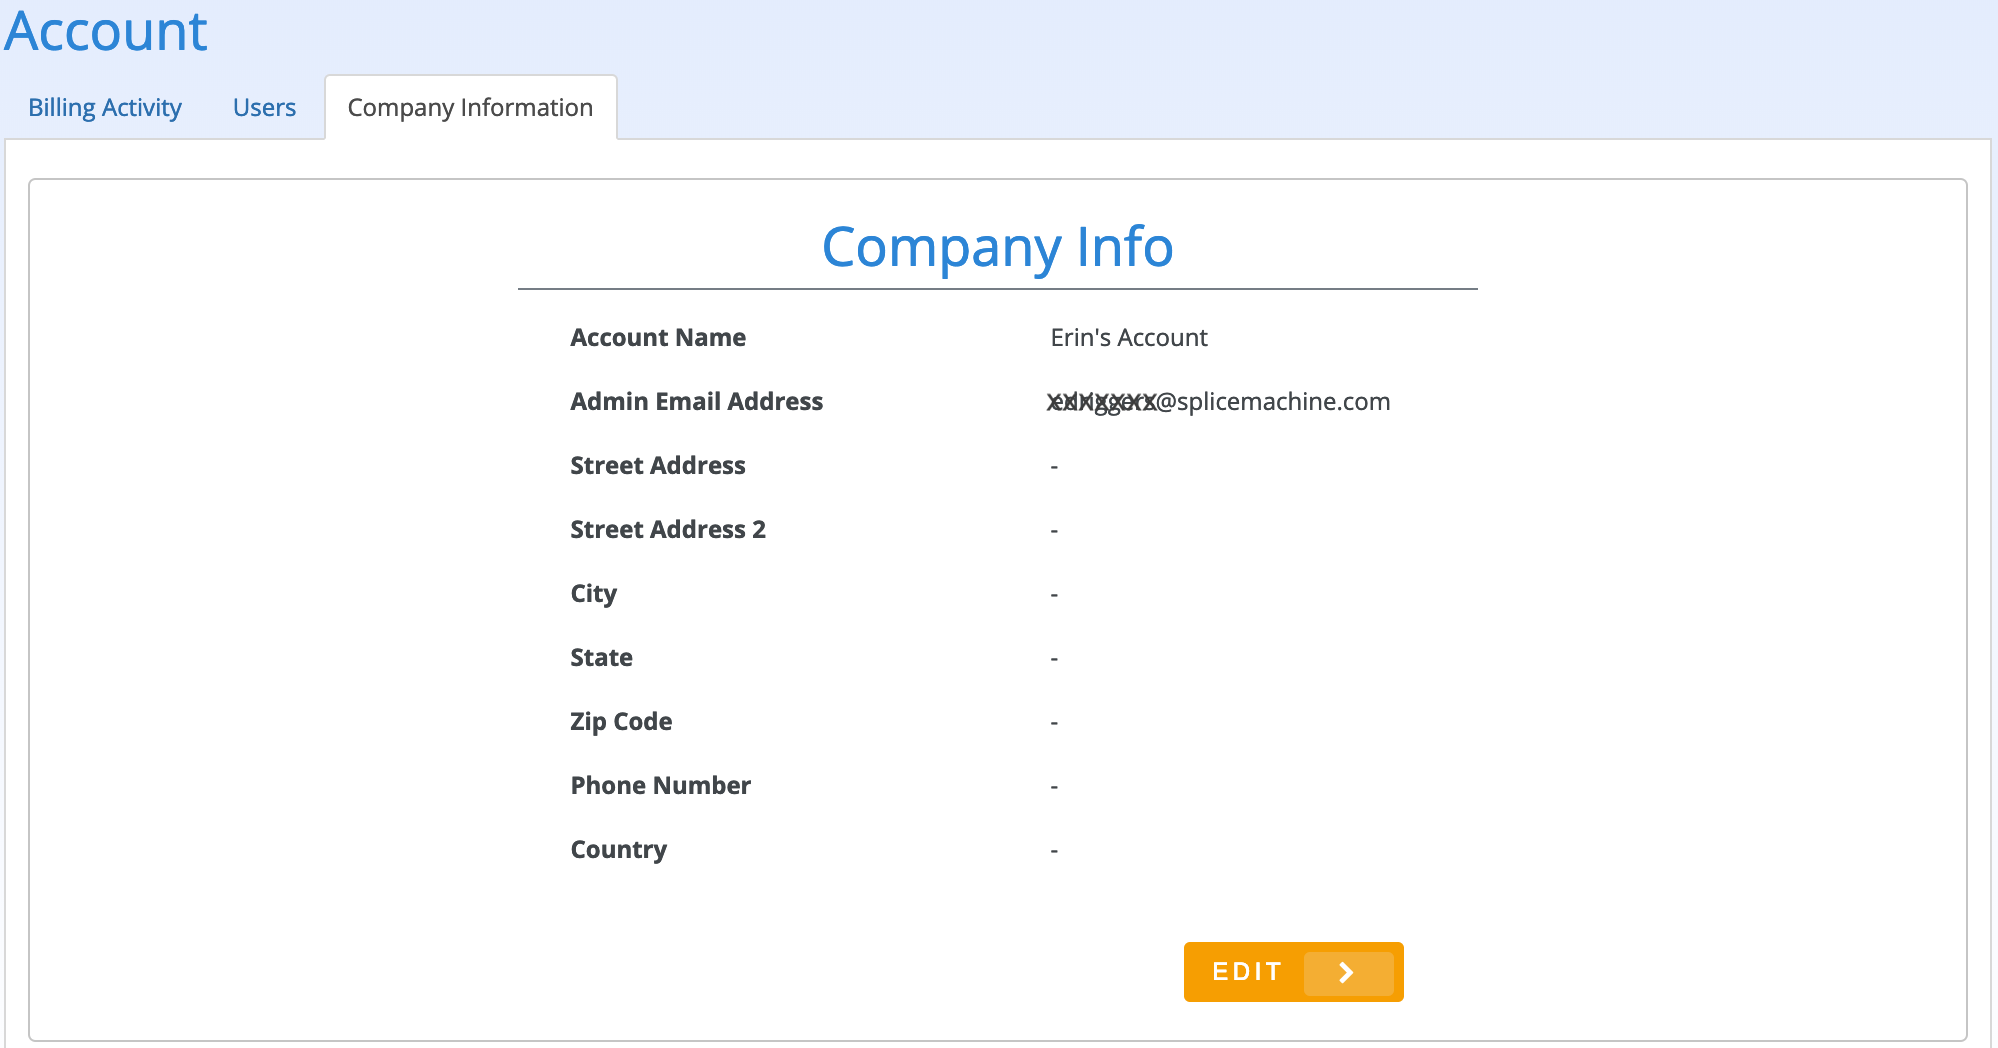 Account
Billing Activity Users Company Information
Company Info
Account Name Erin's Account
Admin Email Address @splicemachine.com
Street Address -
Street Address 2 -
City -
State -
Zip Code -
Phone Number -
Country -
EDIT